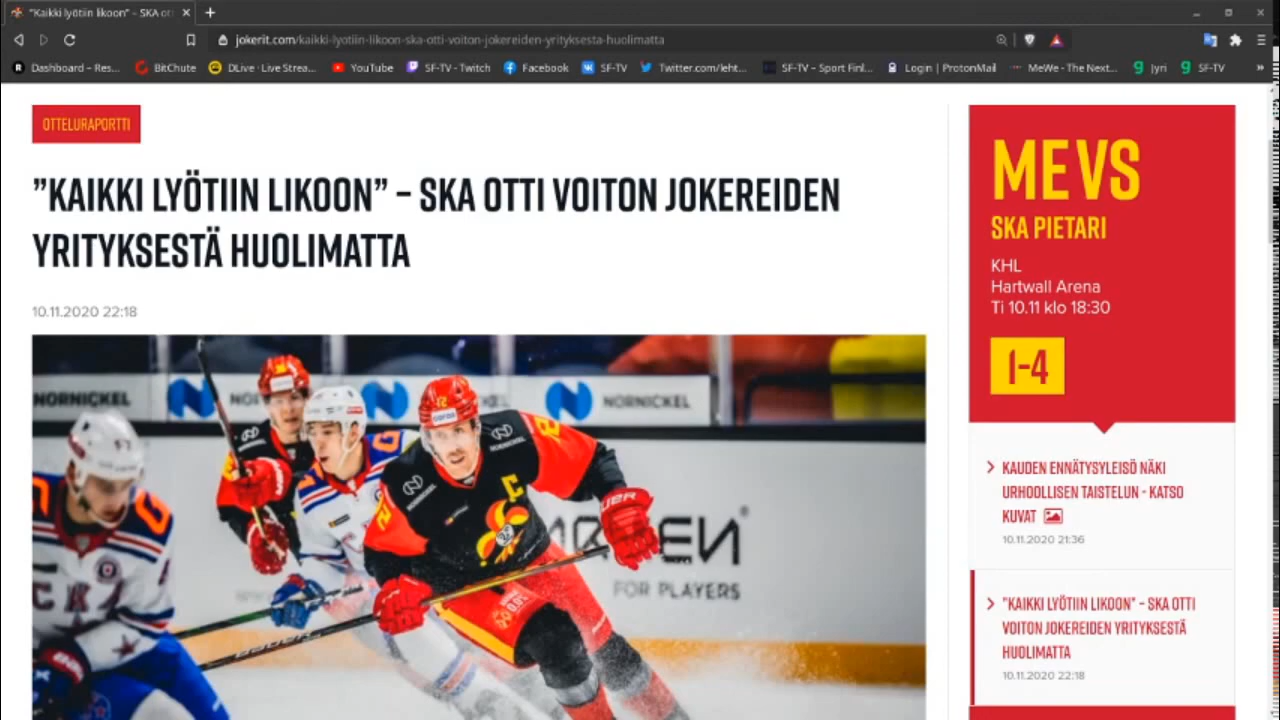 "Kaikki lyötiin likoon" – SKA ot
jokerit.com/kaikki-lyotiin-likoon-ska-otti-voiton-jokereiden-yrityksesta-huolimatta
Dashboard – Res... BitChute DLive · Live Strea... YouTube SF-TV - Twitch Facebook SF-TV Twitter.com/leht... SF-TV – Sport Finl... Login | ProtonMail MeWe - The Next... Jyri SF-TV »
OTTELURAPORTTI
”KAIKKI LYÖTIIN LIKOON” – SKA OTTI VOITON JOKEREIDEN
YRITYKSESTÄ HUOLIMATTA
10.11.2020 22:18
NORNICKEL
NORNICKEL
NORNICKEL
NORNICKEL
C
72
BAUER
FOR PLAYERS
BAUER
ME VS
SKA PIETARI
KHL
Hartwall Arena
Ti 10.11 klo 18:30
1-4
KAUDEN ENNÄTYSYLEISÖ NÄKI
URHOOLLISEN TAISTELUN - KATSO
KUVAT
10.11.2020 21:36
"KAIKKI LYÖTIIN LIKOON" – SKA OTTI
VOITON JOKEREIDEN YRITYKSESTÄ
HUOLIMATTA
10.11.2020 22:18